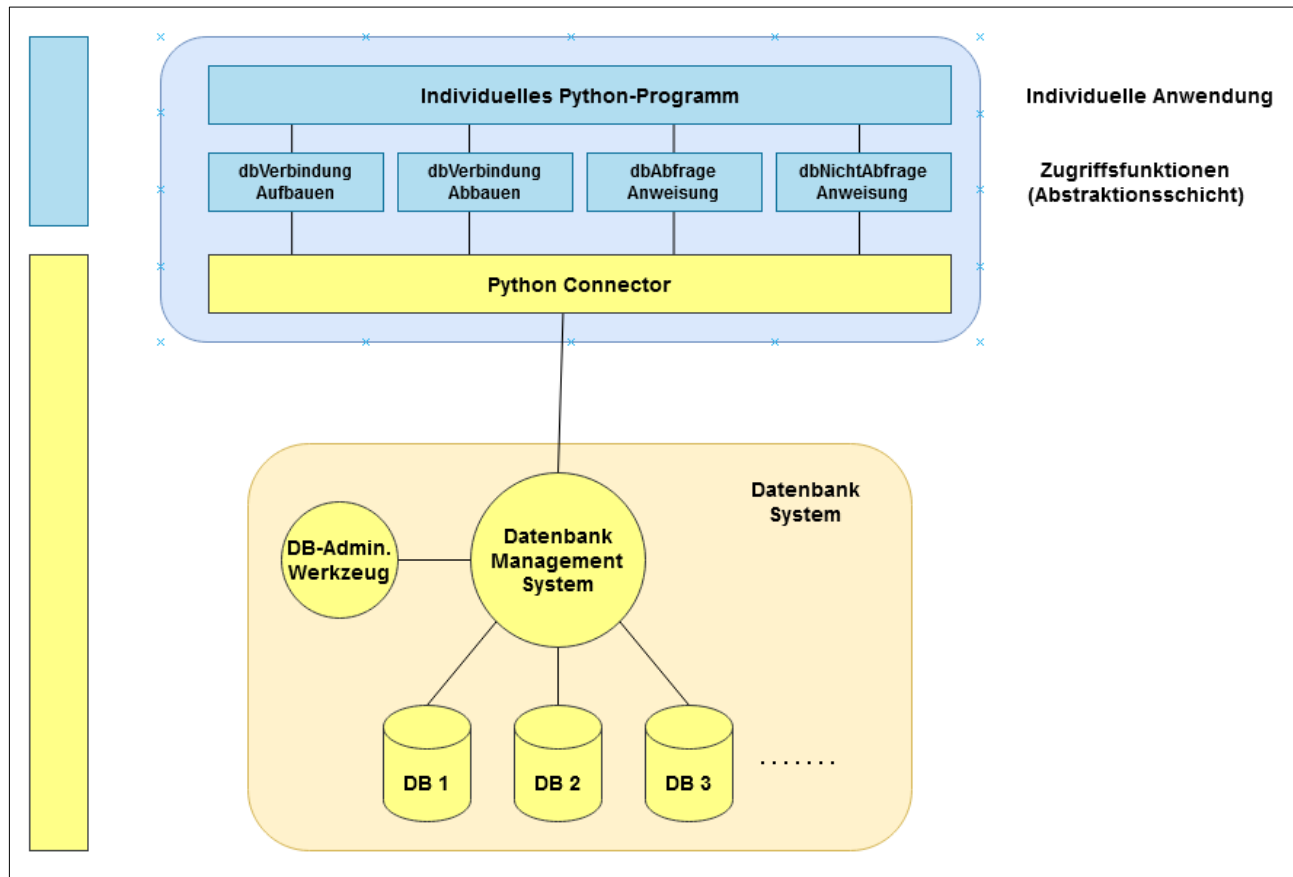 Individuelles Python-Programm
Individuelle Anwendung
dbVerbindung
Aufbauen
dbVerbindung
Abbauen
dbAbfrage
Anweisung
dbNichtAbfrage
Anweisung
Zugriffsfunktionen
(Abstraktionsschicht)
Python Connector
Datenbank
System
DB-Admin.
Werkzeug
Datenbank
Management
System
DB 1
DB 2
DB 3
.......